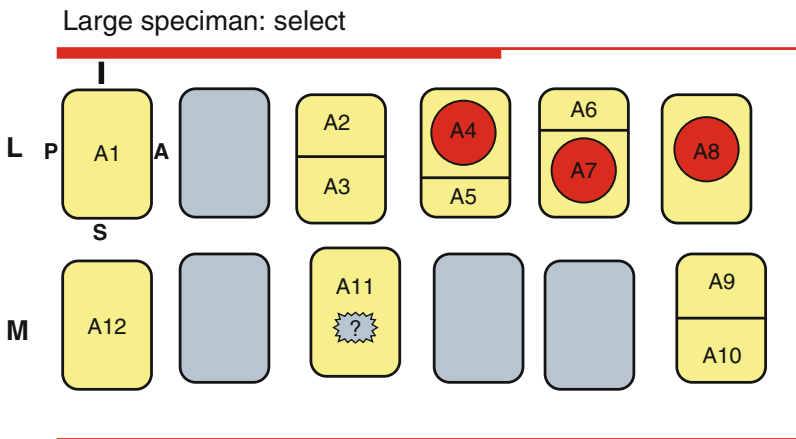 Large speciman: select
I
L P A1 A A2 A4 A6 A8
A3 A5 A7
S
M A12 A11 A9
? A10